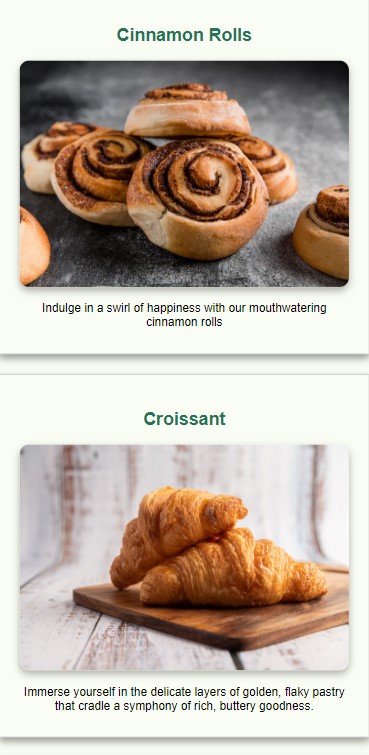 Cinnamon Rolls
Indulge in a swirl of happiness with our mouthwatering
cinnamon rolls
Croissant
Immerse yourself in the delicate layers of golden, flaky pastry
that cradle a symphony of rich, buttery goodness.